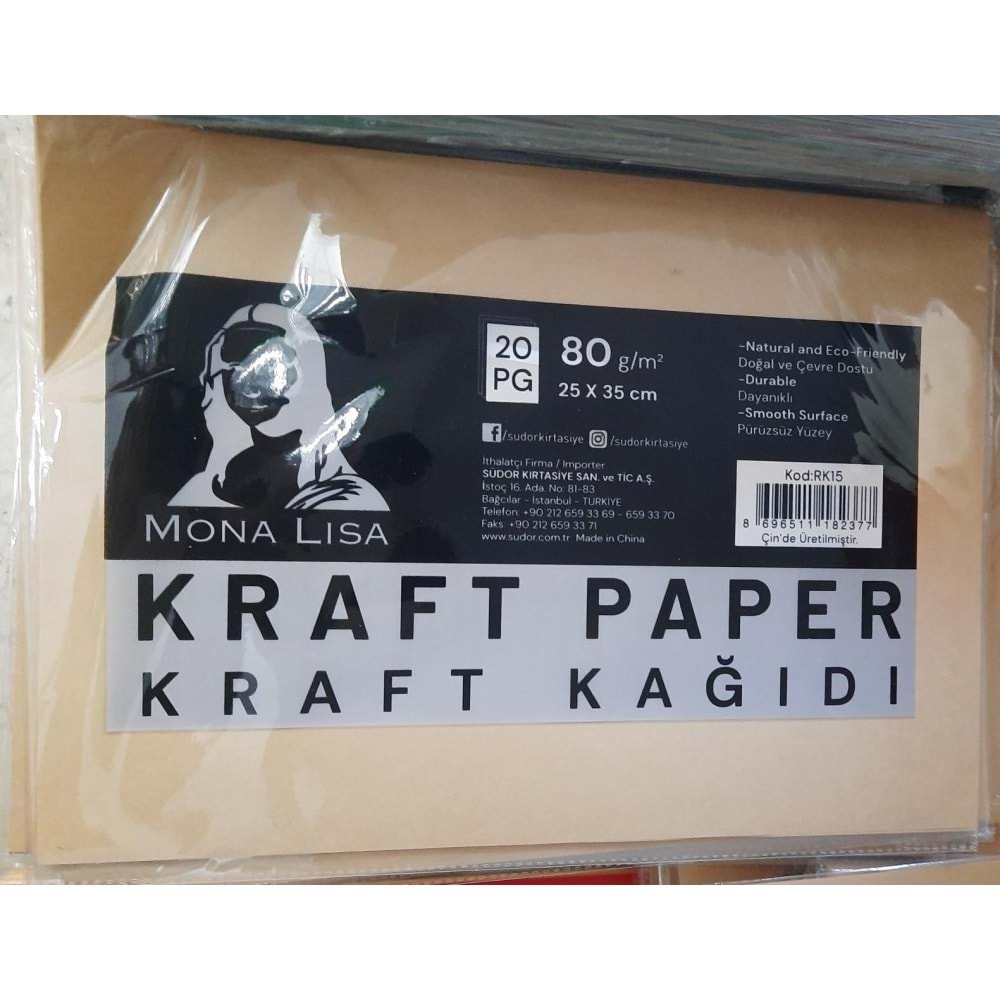 MONA LISA
20
PG
80 g/m²
25 X 35 cm
/sudorkirtasiye
/sudorkirtasiye
İthalatçı Firma / Importer
SÜDOR KIRTASİYE SAN. ve TİC A.Ş.
İstoç 16. Ada. No: 81-83
Bağcılar - İstanbul - TÜRKİYE
Telefon: +90 212 659 33 69 - 659 33 70
Faks: +90 212 659 33 71
www.sudor.com.tr Made in China
-Natural and Eco-Friendly
Doğal ve Çevre Dostu
-Durable
Dayanıklı
-Smooth Surface
Pürüzsüz Yüzey
Kod:RK15
8 696511 182377
Çin'de Üretilmiştir.
KRAFT PAPER
KRAFT KAĞIDI